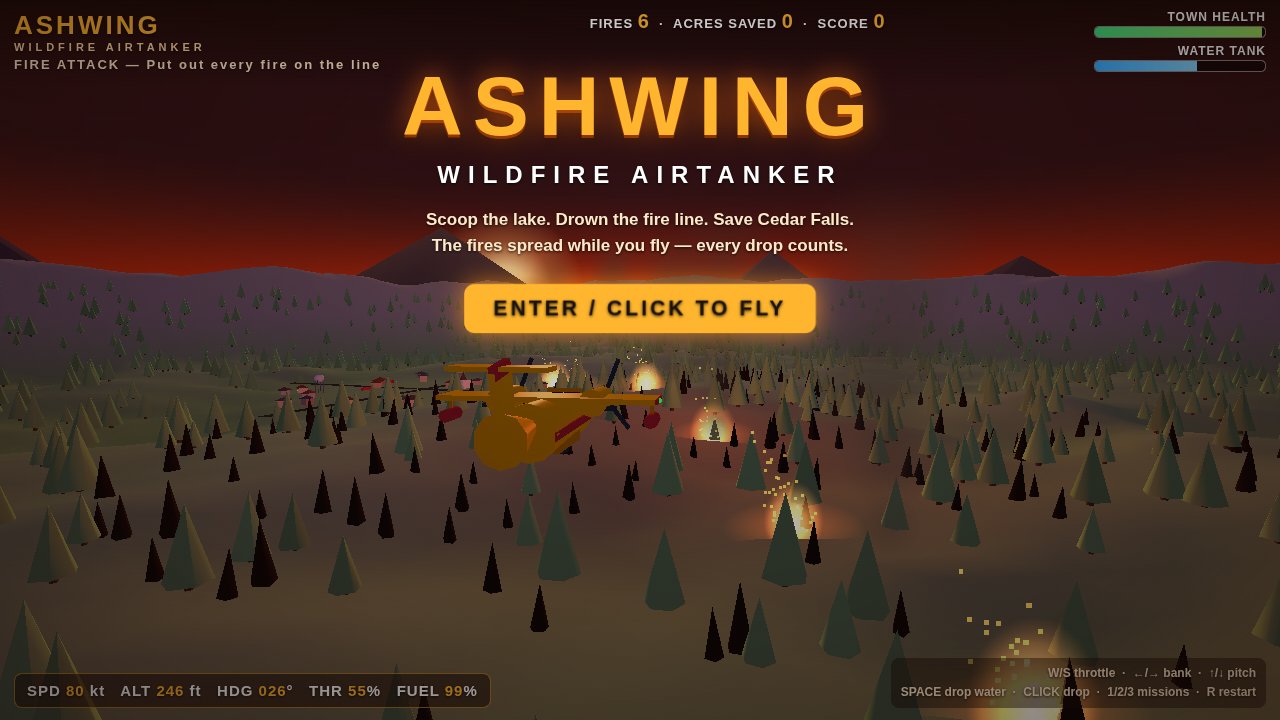 ASHWING
WILDFIRE AIRTANKER
FIRE ATTACK — Put out every fire on the line
FIRES 6 · ACRES SAVED 0 · SCORE 0
TOWN HEALTH
WATER TANK
ASHWING
WILDFIRE AIRTANKER
Scoop the lake. Drown the fire line. Save Cedar Falls.
The fires spread while you fly — every drop counts.
ENTER / CLICK TO FLY
SPD 80 kt ALT 246 ft HDG 026° THR 55% FUEL 99%
W/S throttle · ←/→ bank · ↑/↓ pitch
SPACE drop water · CLICK drop · 1/2/3 missions · R restart